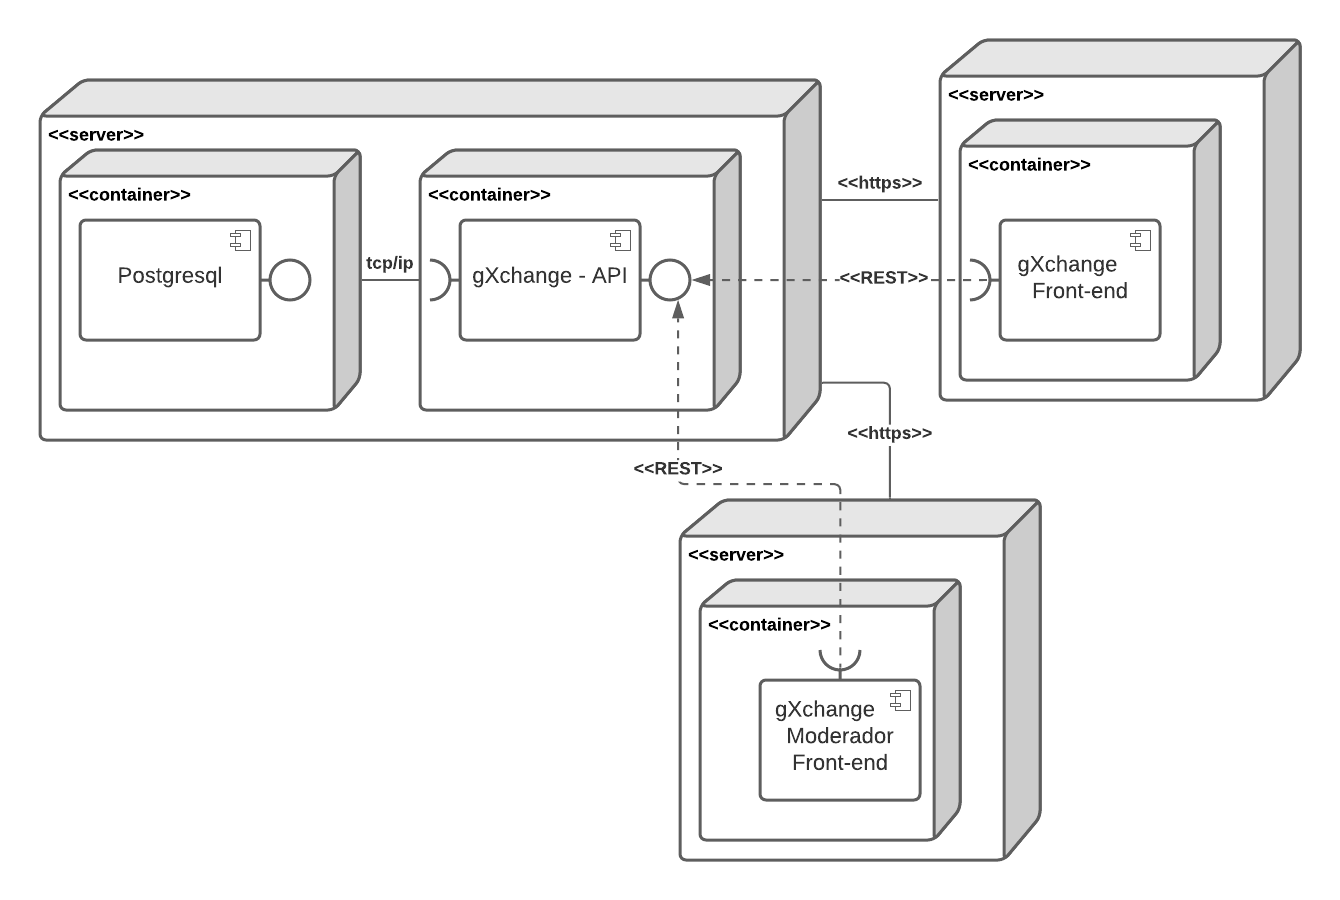 <<server>>
<<server>>
<<container>>
<<container>>
<<container>>
<<https>>
Postgresql
tcp/ip
gXchange - API
<<REST>>
gXchange
Front-end
<<https>>
<<REST>>
<<server>>
<<container>>
gXchange
Moderador
Front-end